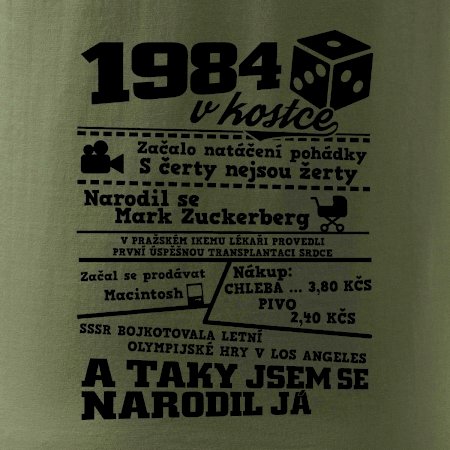 1984
v kostce
Začalo natáčení pohádky
S čerty nejsou žerty
Narodil se
Mark Zuckerberg
V PRAŽSKÉM IKEMU LÉKAŘI PROVEDLI
PRVNÍ ÚSPĚŠNOU TRANSPLANTACI SRDCE
Začal se prodávat
Macintosh
Nákup:
CHLEBA ... 3,80 KČS
PIVO
2,40 KČS
SSSR BOJKOTOVALA LETNÍ
OLYMPIJSKÉ HRY V LOS ANGELES
A TAKY JSEM SE
NARODIL JÁ